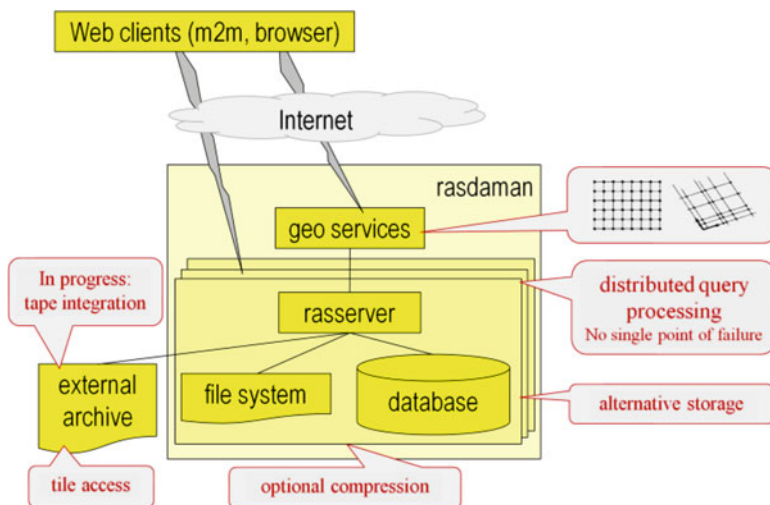 Web clients (m2m, browser)
Internet
rasdaman
geo services
In progress:
tape integration
rasserver
distributed query
processing
No single point of failure
external
archive
file system
database
alternative storage
tile access
optional compression